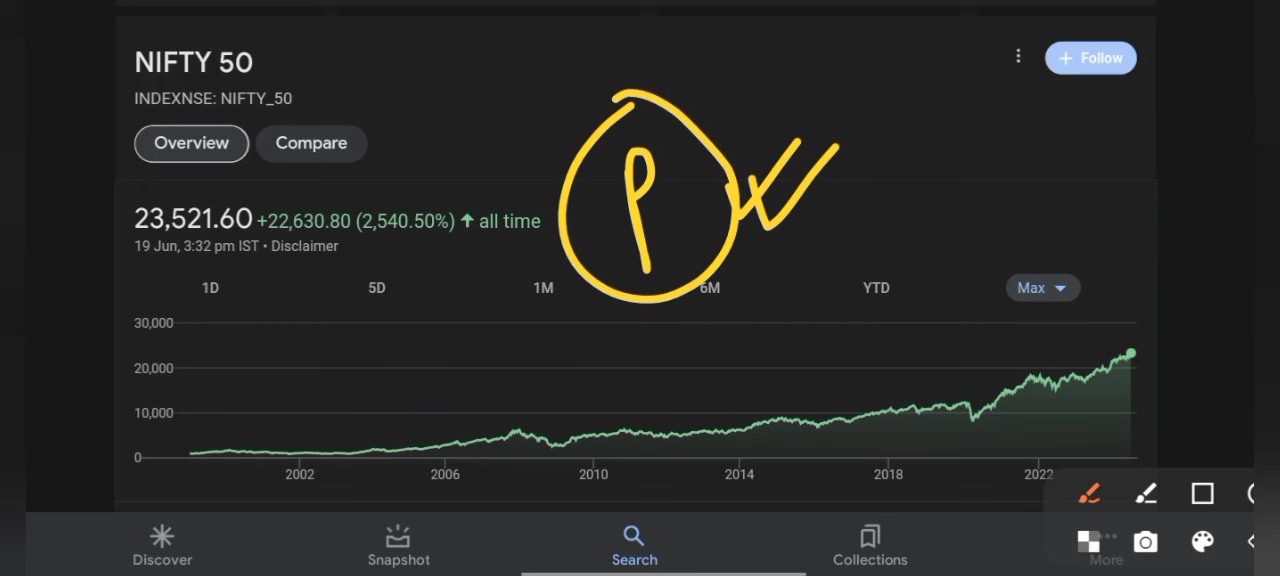 NIFTY 50
+ Follow
INDEXNSE: NIFTY_50
Overview Compare
P
23,521.60 +22,630.80 (2,540.50%) ↑ all time
19 Jun, 3:32 pm IST • Disclaimer
1D 5D 1M 6M YTD Max
30,000
20,000
10,000
0
2002 2006 2010 2014 2018 2022
Discover Snapshot Search Collections More